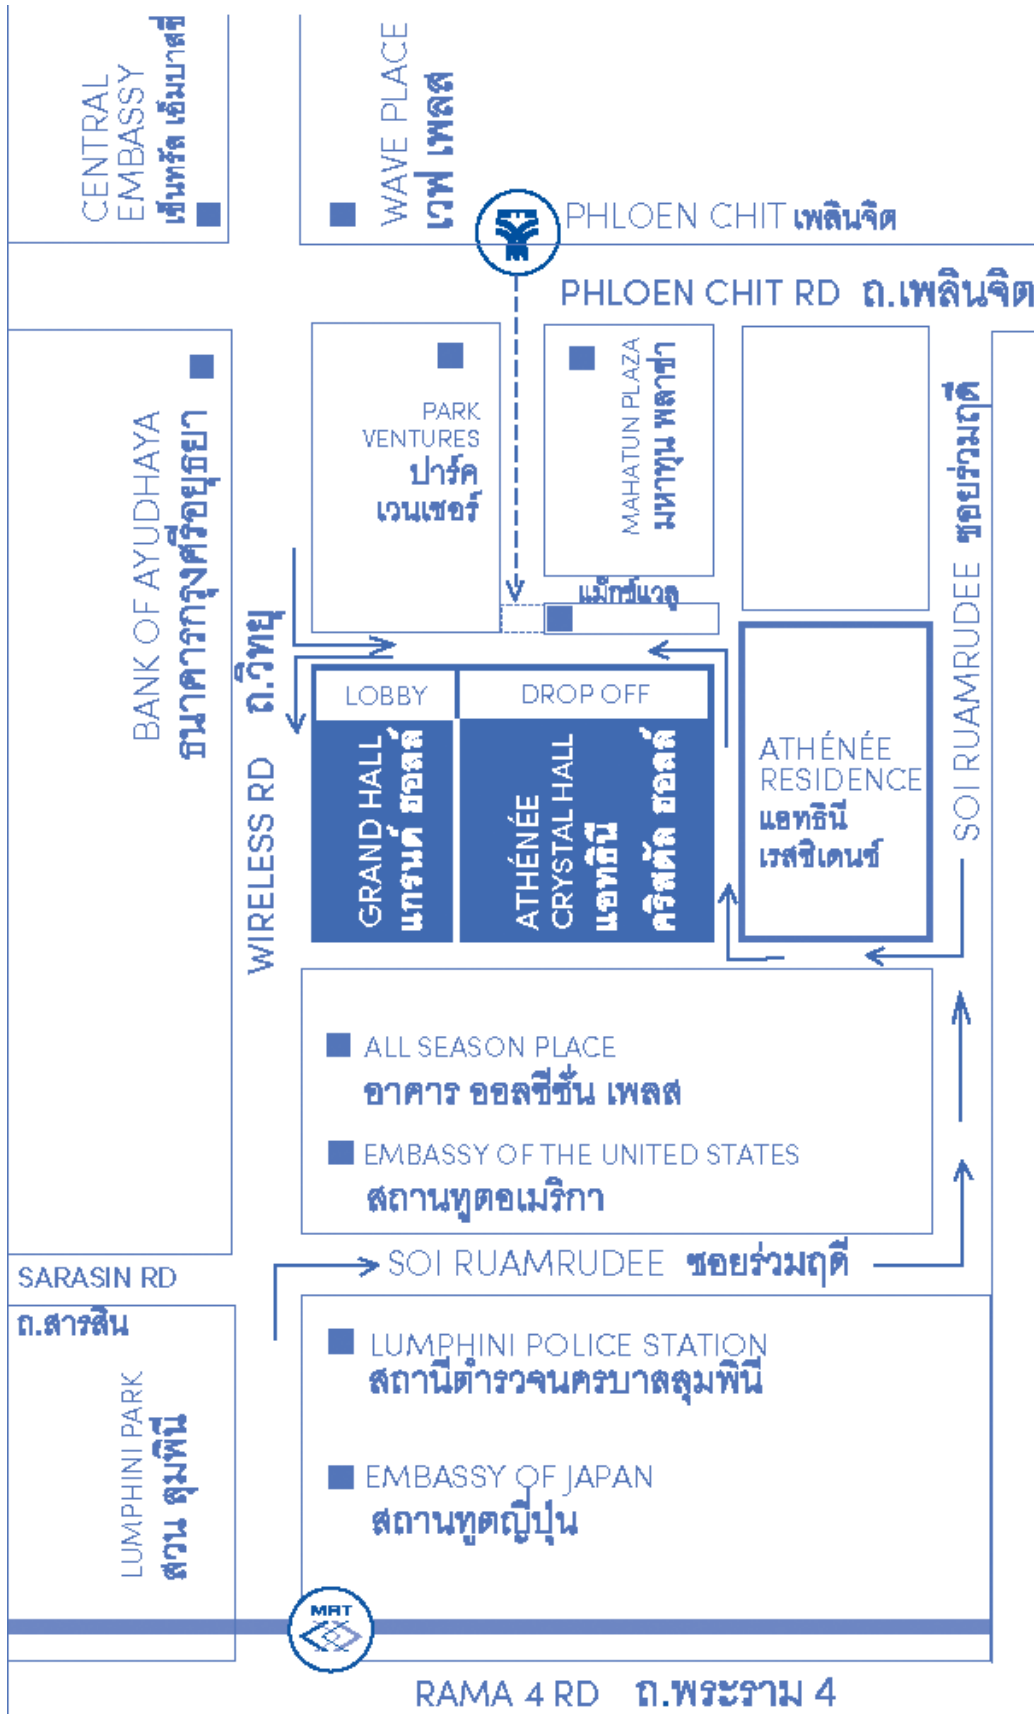 CENTRAL
EMBASSY
เซ็นทรัล เอ็มบาสซี
WAVE PLACE
เวฟ เพลส
PHLOEN CHIT เพลินจิต
PHLOEN CHIT RD ถ.เพลินจิต
BANK OF AYUDHAYA
ธนาคารกรุงศรีอยุธยา
PARK
VENTURES
ปาร์ค
เวนเชอร์
MAHATUN PLAZA
มหาทุน พลาซ่า
แม็กซ์แวลู
SOI RUAMRUDEE ซอยร่วมฤดี
WIRELESS RD ถ.วิทยุ
LOBBY
DROP OFF
GRAND HALL
แกรนด์ ฮอลล์
ATHÉNÉE
CRYSTAL HALL
แอทธินี
คริสตัล ฮอลล์
ATHÉNÉE
RESIDENCE
แอทธินี
เรสซิเดนซ์
ALL SEASON PLACE
อาคาร ออลซีซั่น เพลส
EMBASSY OF THE UNITED STATES
สถานทูตอเมริกา
SOI RUAMRUDEE ซอยร่วมฤดี
SARASIN RD
ถ.สารสิน
LUMPHINI PARK
สวน ลุมพินี
LUMPHINI POLICE STATION
สถานีตำรวจนครบาลลุมพินี
EMBASSY OF JAPAN
สถานทูตญี่ปุ่น
MRT
RAMA 4 RD ถ.พระราม 4